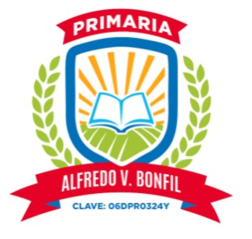 PRIMARIA
ALFREDO V. BONFIL
CLAVE: 06DPR0324Y